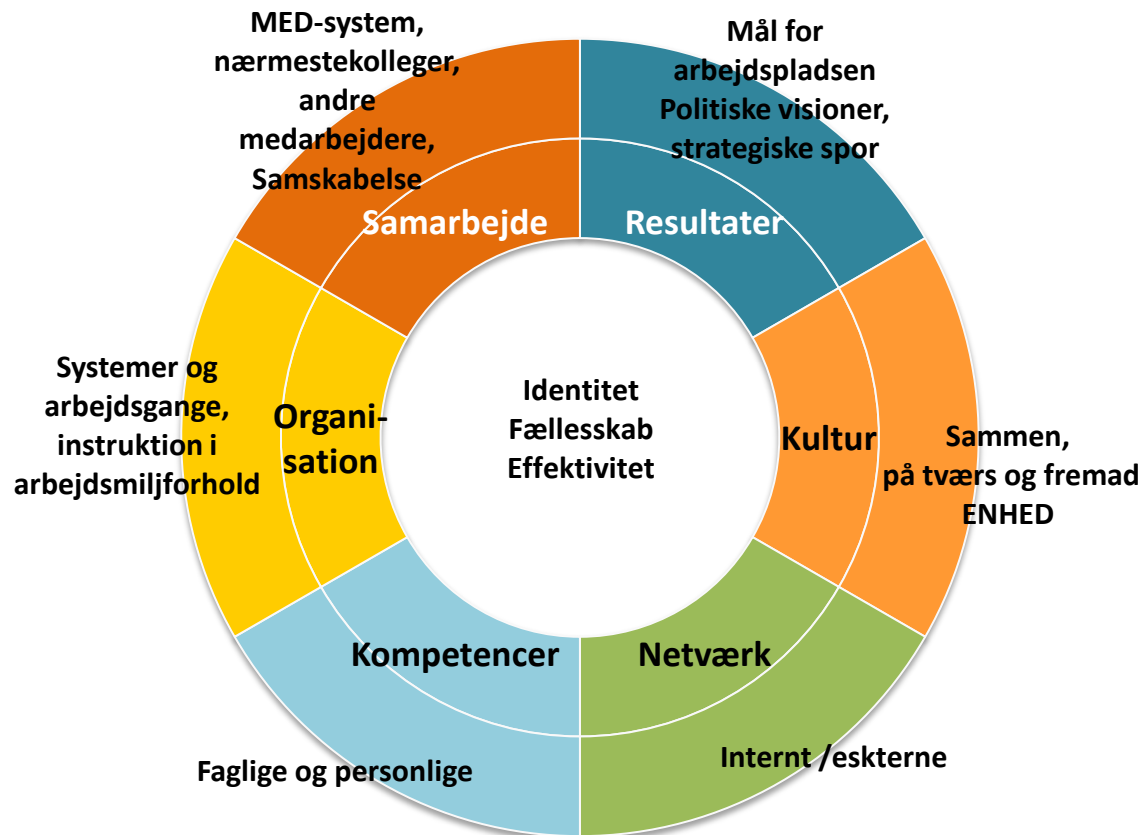 MED-system,
nærmestekolleger,
andre
medarbejdere,
Samskabelse
Samarbejde
Mål for
arbejdspladsen
Politiske visioner,
strategiske spor
Resultater
Systemer og
arbejdsgange,
instruktion i
arbejdsmiljforhold
Organi-
sation
Identitet
Fællesskab
Effektivitet
Kultur
Sammen,
på tværs og fremad
ENHED
Kompetencer
Faglige og personlige
Netværk
Internt /eskterne